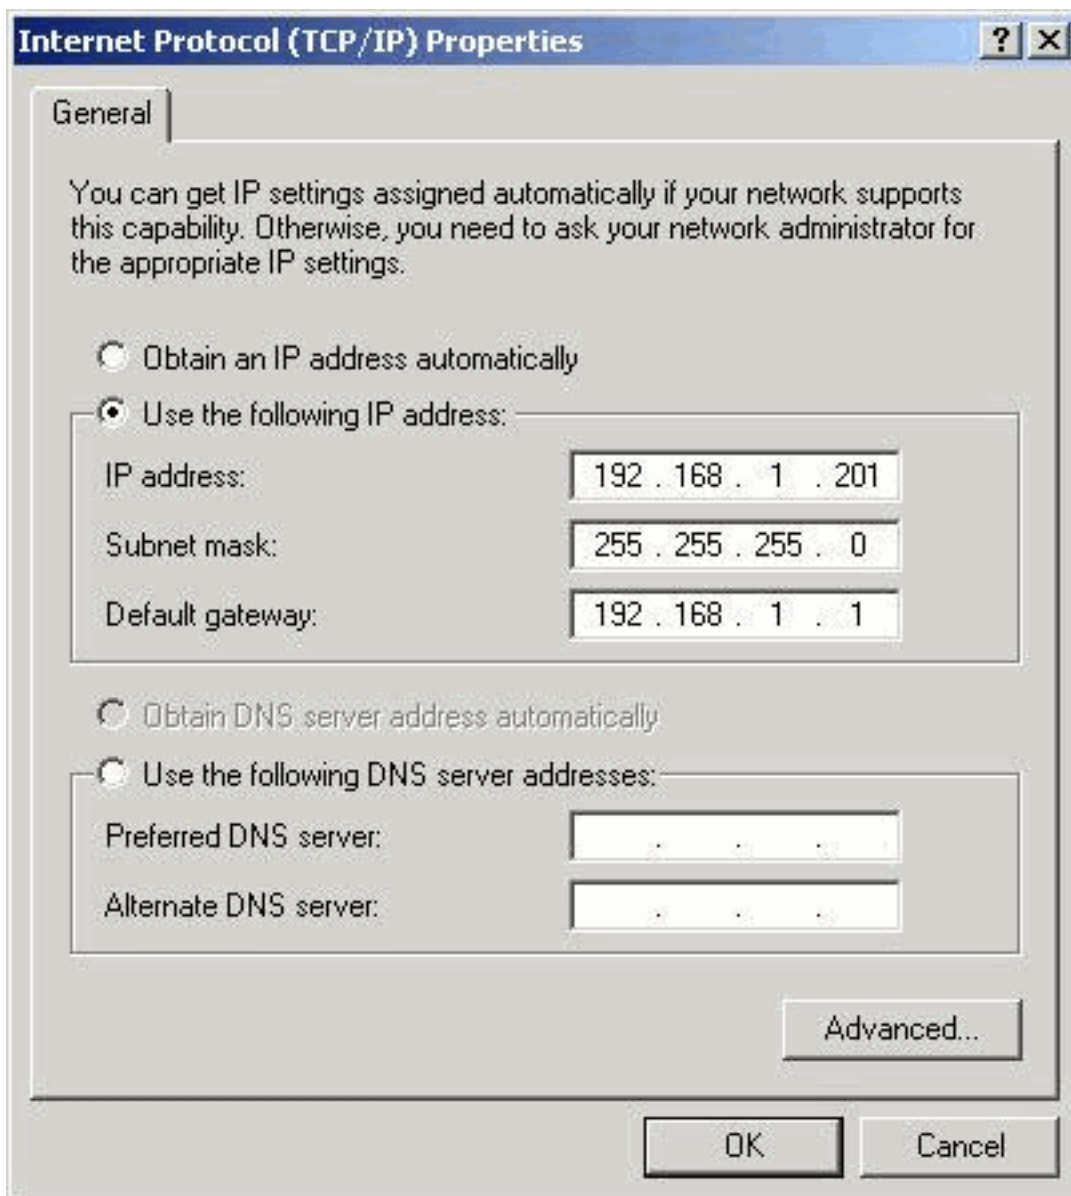 Internet Protocol (TCP/IP) Properties
General
You can get IP settings assigned automatically if your network supports
this capability. Otherwise, you need to ask your network administrator for
the appropriate IP settings.
Obtain an IP address automatically
Use the following IP address:
IP address: 192 . 168 . 1 . 201
Subnet mask: 255 . 255 . 255 . 0
Default gateway: 192 . 168 . 1 . 1
Obtain DNS server address automatically
Use the following DNS server addresses:
Preferred DNS server: . . .
Alternate DNS server: . . .
Advanced...
OK Cancel